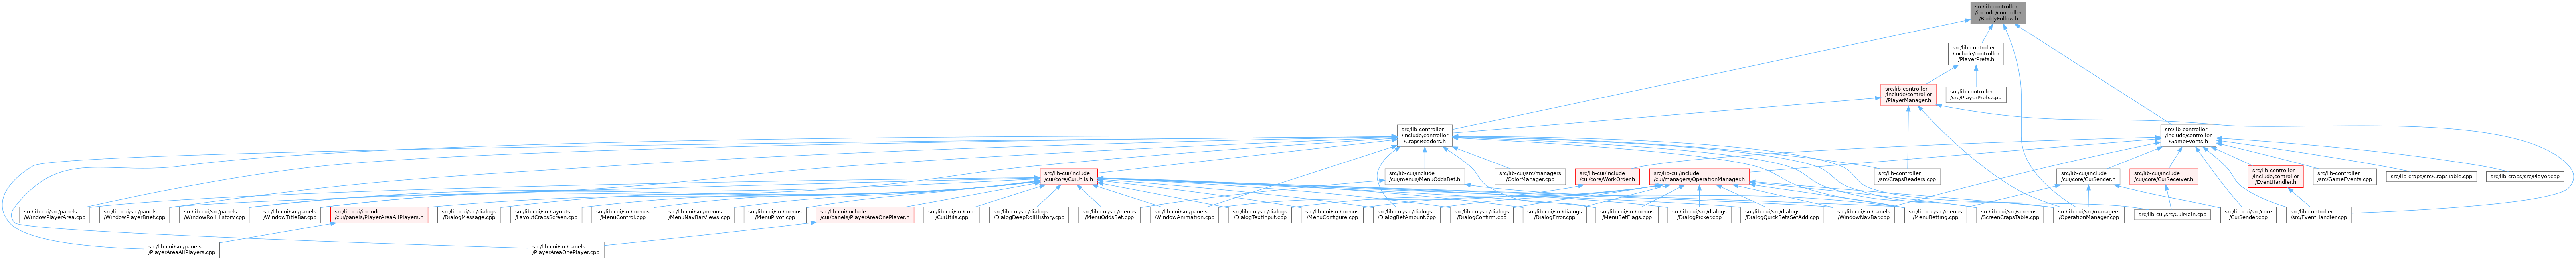 src/lib-controller
/include/controller
/BuddyFollow.h
src/lib-controller
/include/controller
/PlayerPrefs.h
src/lib-controller
/include/controller
/PlayerManager.h
src/lib-controller
/src/PlayerPrefs.cpp
src/lib-controller
/include/controller
/CrapsReaders.h
src/lib-controller
/include/controller
/GameEvents.h
src/lib-cui/include
/cui/core/CuiUtils.h
src/lib-cui/include
/cui/menus/MenuOddsBet.h
src/lib-cui/src/managers
/ColorManager.cpp
src/lib-cui/include
/cui/core/WorkOrder.h
src/lib-cui/include
/cui/managers/OperationManager.h
src/lib-controller
/src/CrapsReaders.cpp
src/lib-cui/include
/cui/core/CuiSender.h
src/lib-cui/include
/cui/core/CuiReceiver.h
src/lib-controller
/include/controller
/EventHandler.h
src/lib-controller
/src/GameEvents.cpp
src/lib-craps/src/CrapsTable.cpp
src/lib-craps/src/Player.cpp
src/lib-cui/src/panels
/WindowPlayerArea.cpp
src/lib-cui/src/panels
/WindowPlayerBrief.cpp
src/lib-cui/src/panels
/WindowRollHistory.cpp
src/lib-cui/src/panels
/WindowTitleBar.cpp
src/lib-cui/include
/cui/panels/PlayerAreaAllPlayers.h
src/lib-cui/src/dialogs
/DialogMessage.cpp
src/lib-cui/src/layouts
/LayoutCrapsScreen.cpp
src/lib-cui/src/menus
/MenuControl.cpp
src/lib-cui/src/menus
/MenuNavBarViews.cpp
src/lib-cui/src/menus
/MenuPivot.cpp
src/lib-cui/include
/cui/panels/PlayerAreaOnePlayer.h
src/lib-cui/src/core
/CuiUtils.cpp
src/lib-cui/src/dialogs
/DialogDeepRollHistory.cpp
src/lib-cui/src/menus
/MenuOddsBet.cpp
src/lib-cui/src/panels
/WindowAnimation.cpp
src/lib-cui/src/dialogs
/DialogTextInput.cpp
src/lib-cui/src/menus
/MenuConfigure.cpp
src/lib-cui/src/dialogs
/DialogBetAmount.cpp
src/lib-cui/src/dialogs
/DialogConfirm.cpp
src/lib-cui/src/dialogs
/DialogError.cpp
src/lib-cui/src/menus
/MenuBetFlags.cpp
src/lib-cui/src/dialogs
/DialogPicker.cpp
src/lib-cui/src/dialogs
/DialogQuickBetsSetAdd.cpp
src/lib-cui/src/panels
/WindowNavBar.cpp
src/lib-cui/src/menus
/MenuBetting.cpp
src/lib-cui/src/screens
/ScreenCrapsTable.cpp
src/lib-cui/src/managers
/OperationManager.cpp
src/lib-cui/src/CuiMain.cpp
src/lib-cui/src/core
/CuiSender.cpp
src/lib-controller
/src/EventHandler.cpp
src/lib-cui/src/panels
/PlayerAreaAllPlayers.cpp
src/lib-cui/src/panels
/PlayerAreaOnePlayer.cpp